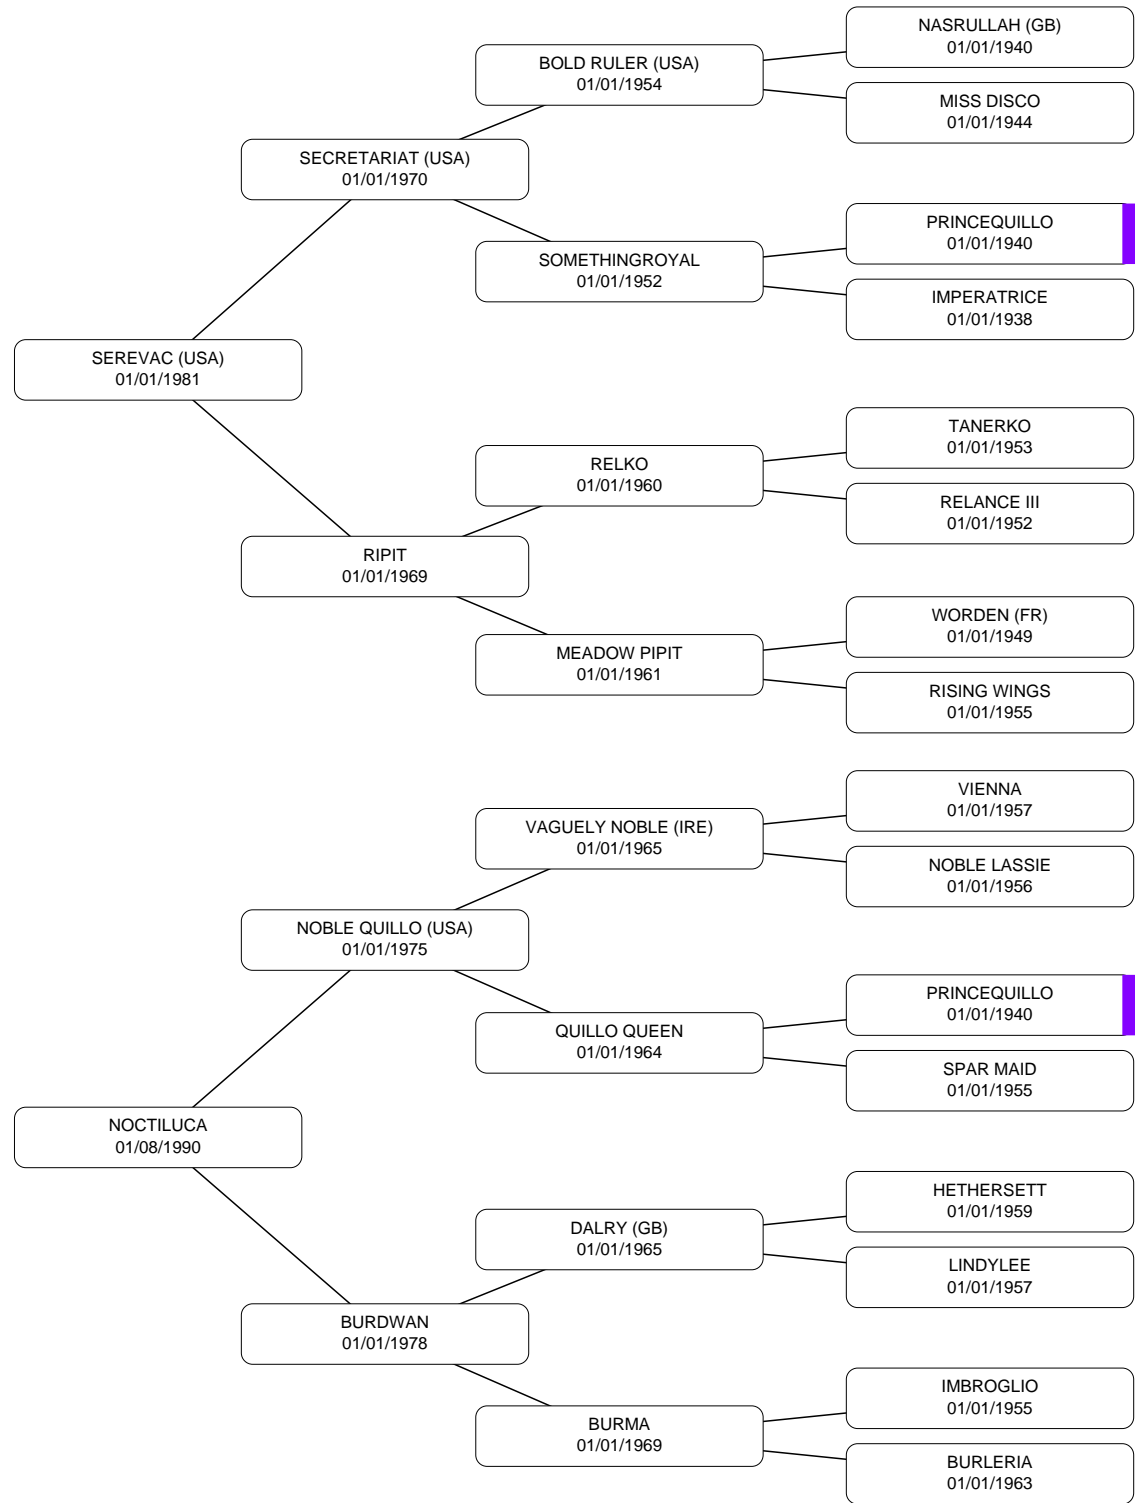 NASRULLAH (GB)
01/01/1940
BOLD RULER (USA)
01/01/1954
MISS DISCO
01/01/1944
SECRETARIAT (USA)
01/01/1970
PRINCEQUILLO
01/01/1940
SOMETHINGROYAL
01/01/1952
IMPERATRICE
01/01/1938
SEREVAC (USA)
01/01/1981
TANERKO
01/01/1953
RELKO
01/01/1960
RELANCE III
01/01/1952
RIPIT
01/01/1969
WORDEN (FR)
01/01/1949
MEADOW PIPIT
01/01/1961
RISING WINGS
01/01/1955
VIENNA
01/01/1957
VAGUELY NOBLE (IRE)
01/01/1965
NOBLE LASSIE
01/01/1956
NOBLE QUILLO (USA)
01/01/1975
PRINCEQUILLO
01/01/1940
QUILLO QUEEN
01/01/1964
SPAR MAID
01/01/1955
NOCTILUCA
01/08/1990
HETHERSETT
01/01/1959
DALRY (GB)
01/01/1965
LINDYLEE
01/01/1957
BURDWAN
01/01/1978
IMBROGLIO
01/01/1955
BURMA
01/01/1969
BURLERIA
01/01/1963